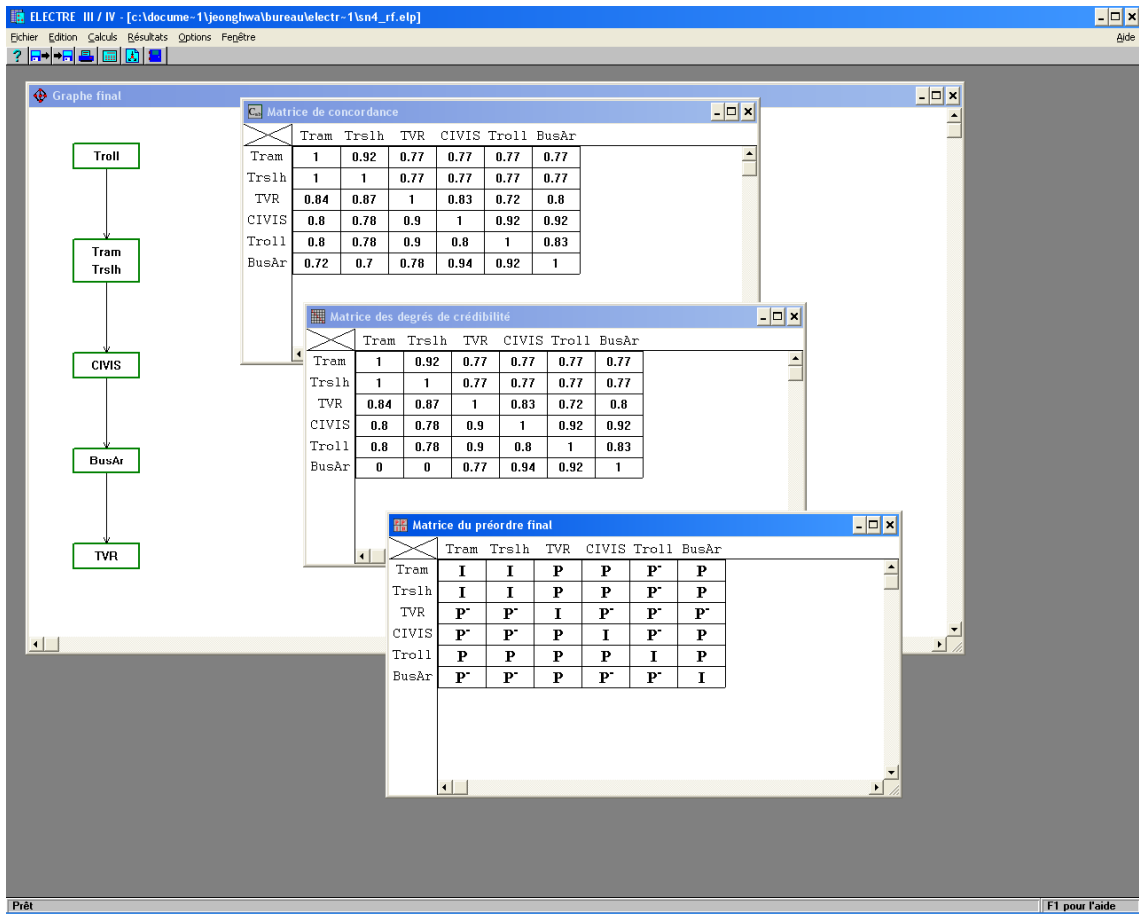 ELECTRE III / IV - [c:\docume~1\jeonghwa\bureau\electr~1\sn4_rf.elp]
Fichier Edition Calculs Résultats Options Fenêtre Aide
?
Graphe final
Troll
Tram
Trslh
CIVIS
BusAr
TVR
Matrice de concordance
Tram Trslh TVR CIVIS Troll BusAr
Tram 1 0.92 0.77 0.77 0.77 0.77
Trslh 1 1 0.77 0.77 0.77 0.77
TVR 0.84 0.87 1 0.83 0.72 0.8
CIVIS 0.8 0.78 0.9 1 0.92 0.92
Troll 0.8 0.78 0.9 0.8 1 0.83
BusAr 0.72 0.7 0.78 0.94 0.92 1
Matrice des degrés de crédibilité
Tram Trslh TVR CIVIS Troll BusAr
Tram 1 0.92 0.77 0.77 0.77 0.77
Trslh 1 1 0.77 0.77 0.77 0.77
TVR 0.84 0.87 1 0.83 0.72 0.8
CIVIS 0.8 0.78 0.9 1 0.92 0.92
Troll 0.8 0.78 0.9 0.8 1 0.83
BusAr 0 0 0.77 0.94 0.92 1
Matrice du préordre final
Tram Trslh TVR CIVIS Troll BusAr
Tram I I P P P⁻ P
Trslh I I P P P⁻ P
TVR P⁻ P⁻ I P⁻ P⁻ P⁻
CIVIS P⁻ P⁻ P I P⁻ P
Troll P P P P I P
BusAr P⁻ P⁻ P P⁻ P⁻ I
Prêt F1 pour l'aide